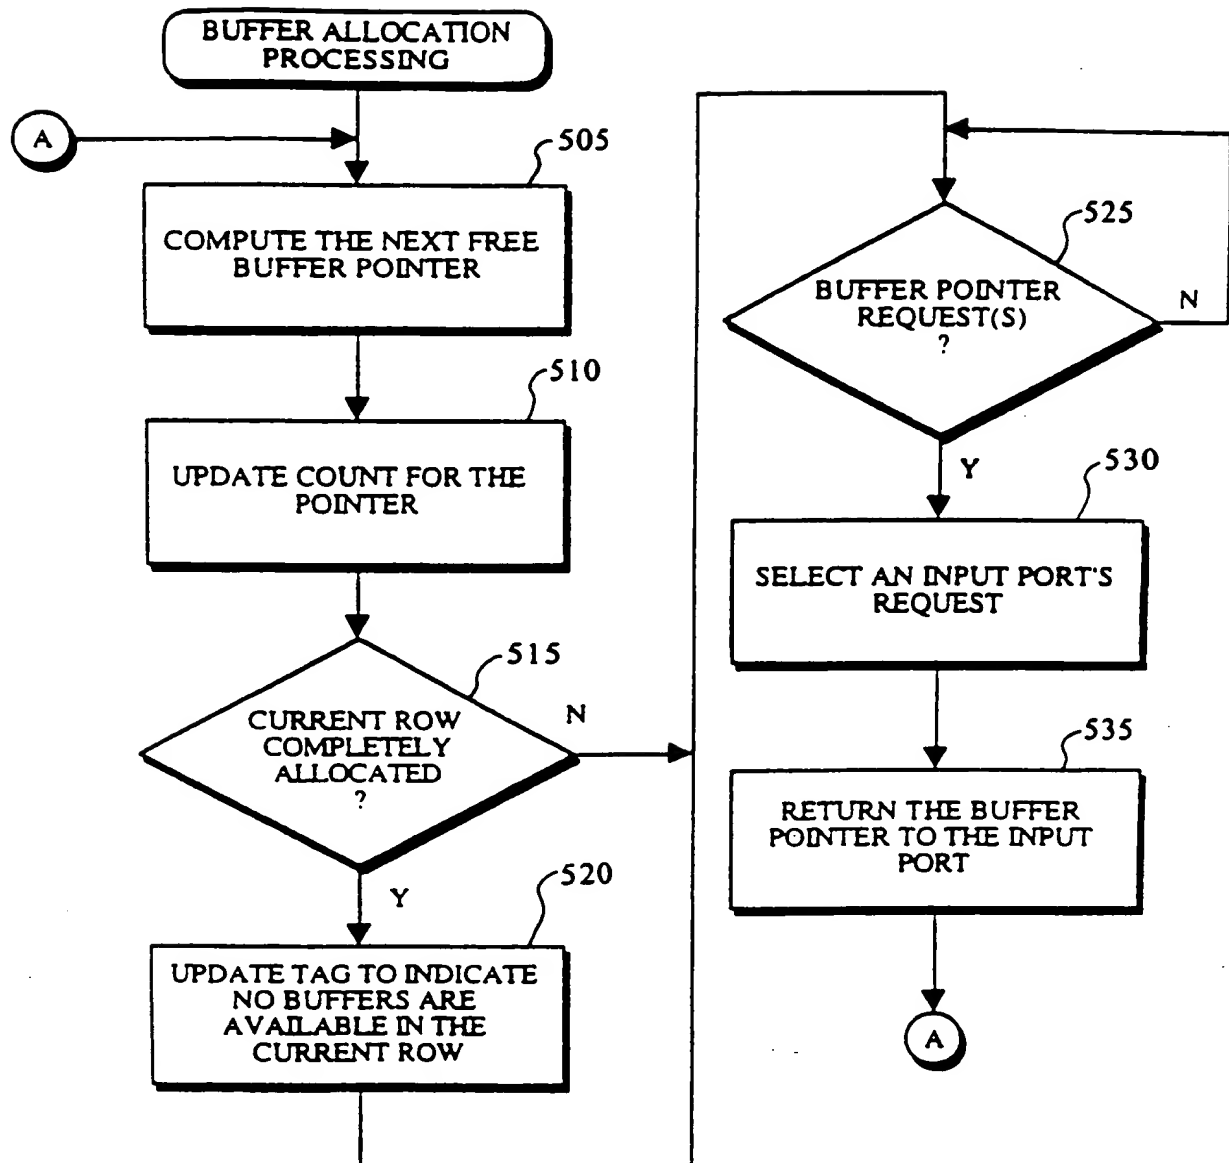 BUFFER ALLOCATION
PROCESSING
A
505
COMPUTE THE NEXT FREE
BUFFER POINTER
510
UPDATE COUNT FOR THE
POINTER
515
CURRENT ROW
COMPLETELY
ALLOCATED
?
N
Y
520
UPDATE TAG TO INDICATE
NO BUFFERS ARE
AVAILABLE IN THE
CURRENT ROW
525
BUFFER POINTER
REQUEST(S)
?
N
Y
530
SELECT AN INPUT PORT'S
REQUEST
535
RETURN THE BUFFER
POINTER TO THE INPUT
PORT
A